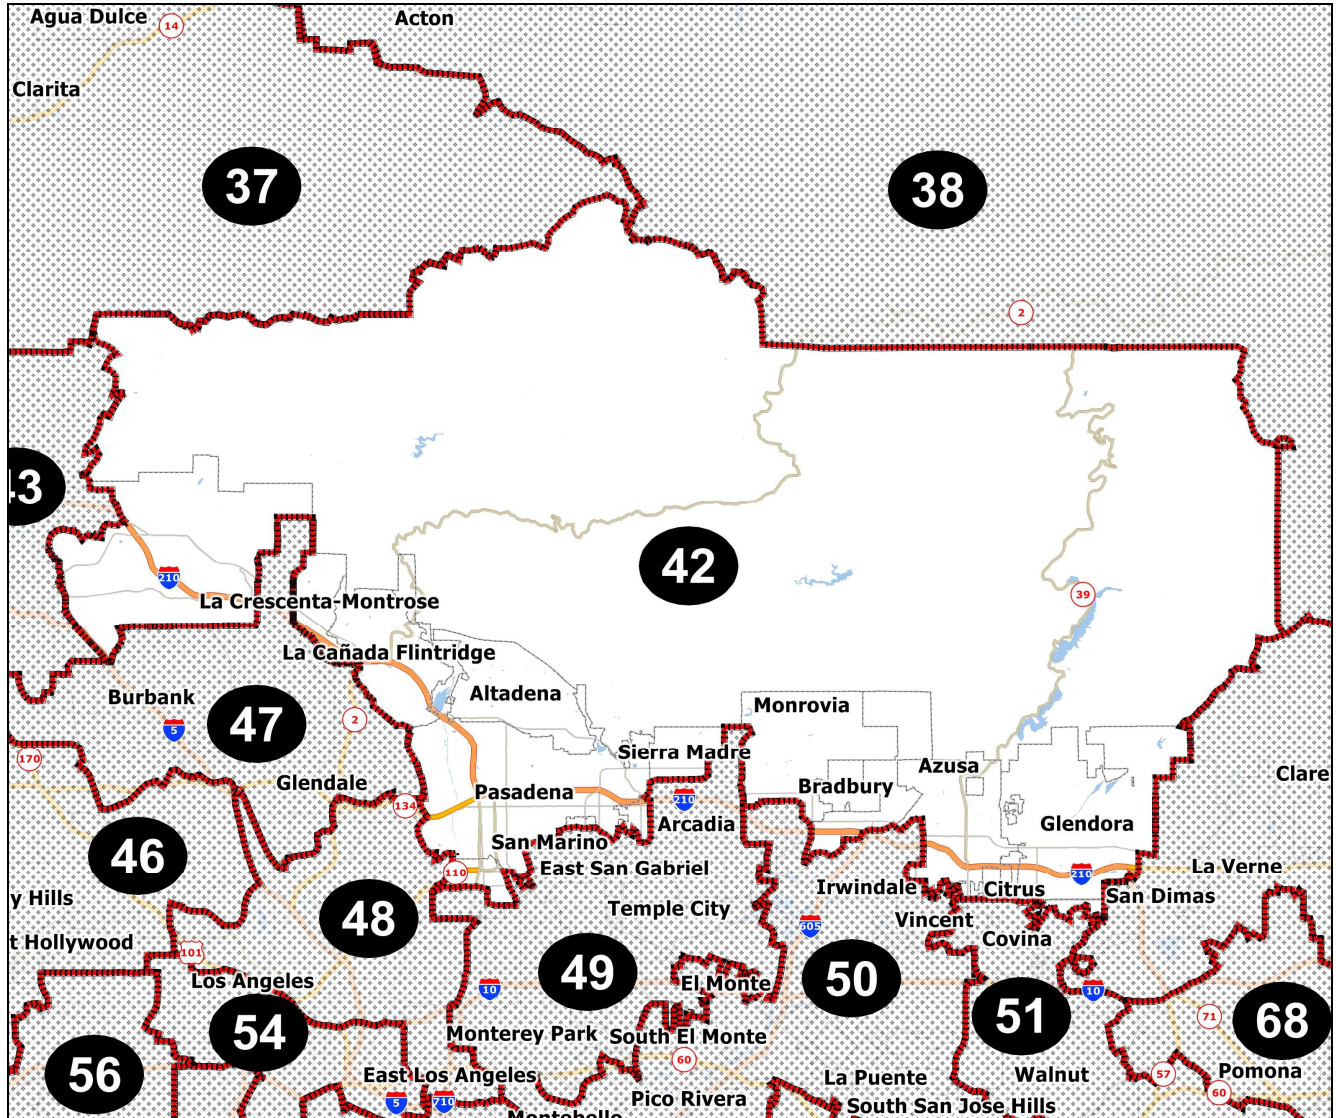 Agua Dulce
14
Acton
Clarita
37
38
2
43
210
42
39
La Crescenta-Montrose
La Cañada Flintridge
Burbank
Altadena
47
5
2
170
Monrovia
Sierra Madre
Azusa
Clare
Glendale
134
Pasadena
210
Bradbury
Arcadia
Glendora
46
San Marino
East San Gabriel
110
La Verne
210
Irwindale
Citrus
San Dimas
y Hills
48
Temple City
Vincent
605
Covina
t Hollywood
101
Los Angeles
49
El Monte
50
10
10
51
71
68
54
Monterey Park
South El Monte
60
56
East Los Angeles
La Puente
Walnut
57
Pomona
60
5
710
Pico Rivera
South San Jose Hills
Montebello